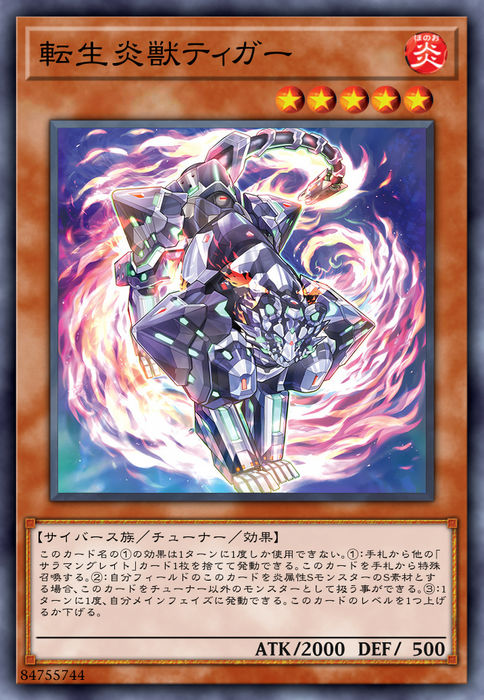 転生炎獣ティガー
ほのお
炎
【サイバース族／チューナー／効果】
このカード名の①の効果は1ターンに1度しか使用できない。①：手札から他の「
サラマングレイト」カード1枚を捨てて発動できる。このカードを手札から特殊
召喚する。②：自分フィールドのこのカードを炎属性SモンスターのS素材とす
る場合、このカードをチューナー以外のモンスターとして扱う事ができる。③：1
ターンに1度、自分メインフェイズに発動できる。このカードのレベルを1つ上げ
るか下げる。
ATK/2000 DEF/ 500
84755744